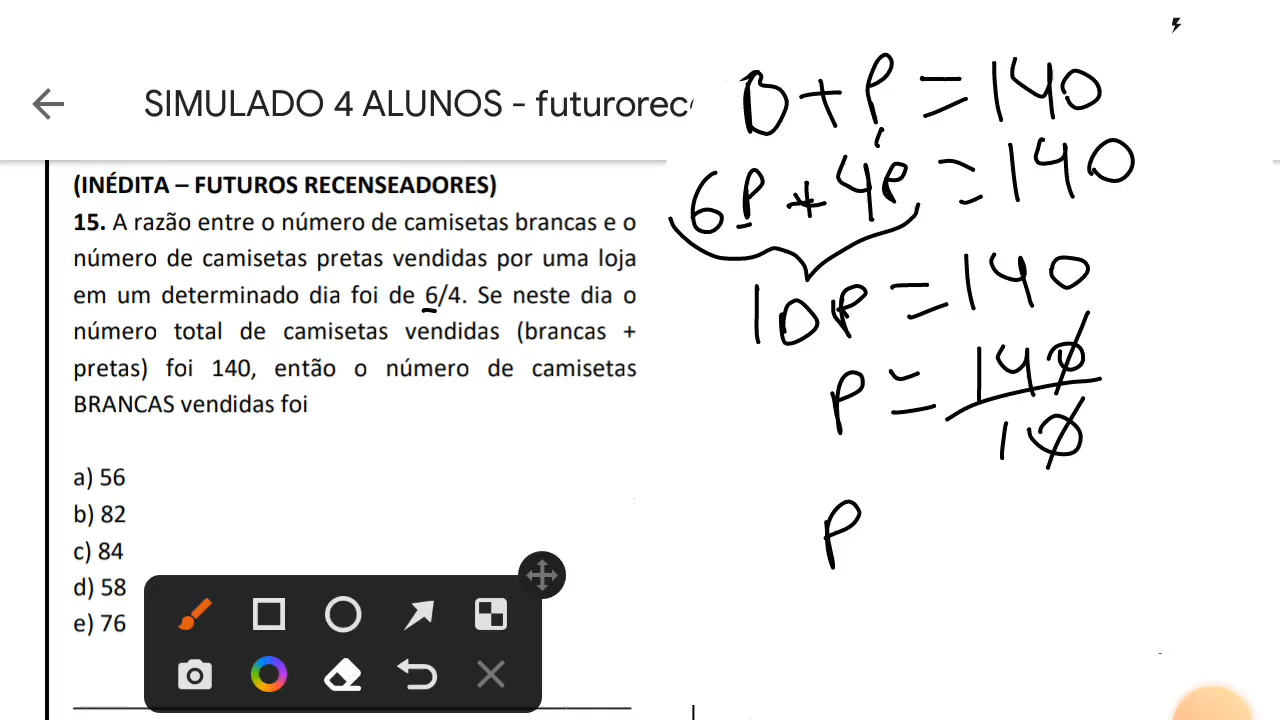 SIMULADO 4 ALUNOS - futurorec
(INÉDITA – FUTUROS RECENSEADORES)
15. A razão entre o número de camisetas brancas e o
número de camisetas pretas vendidas por uma loja
em um determinado dia foi de 6/4. Se neste dia o
número total de camisetas vendidas (brancas +
pretas) foi 140, então o número de camisetas
BRANCAS vendidas foi
a) 56
b) 82
c) 84
d) 58
e) 76
B + P = 140
6P + 4P = 140
10P = 140
P = 140
10
P